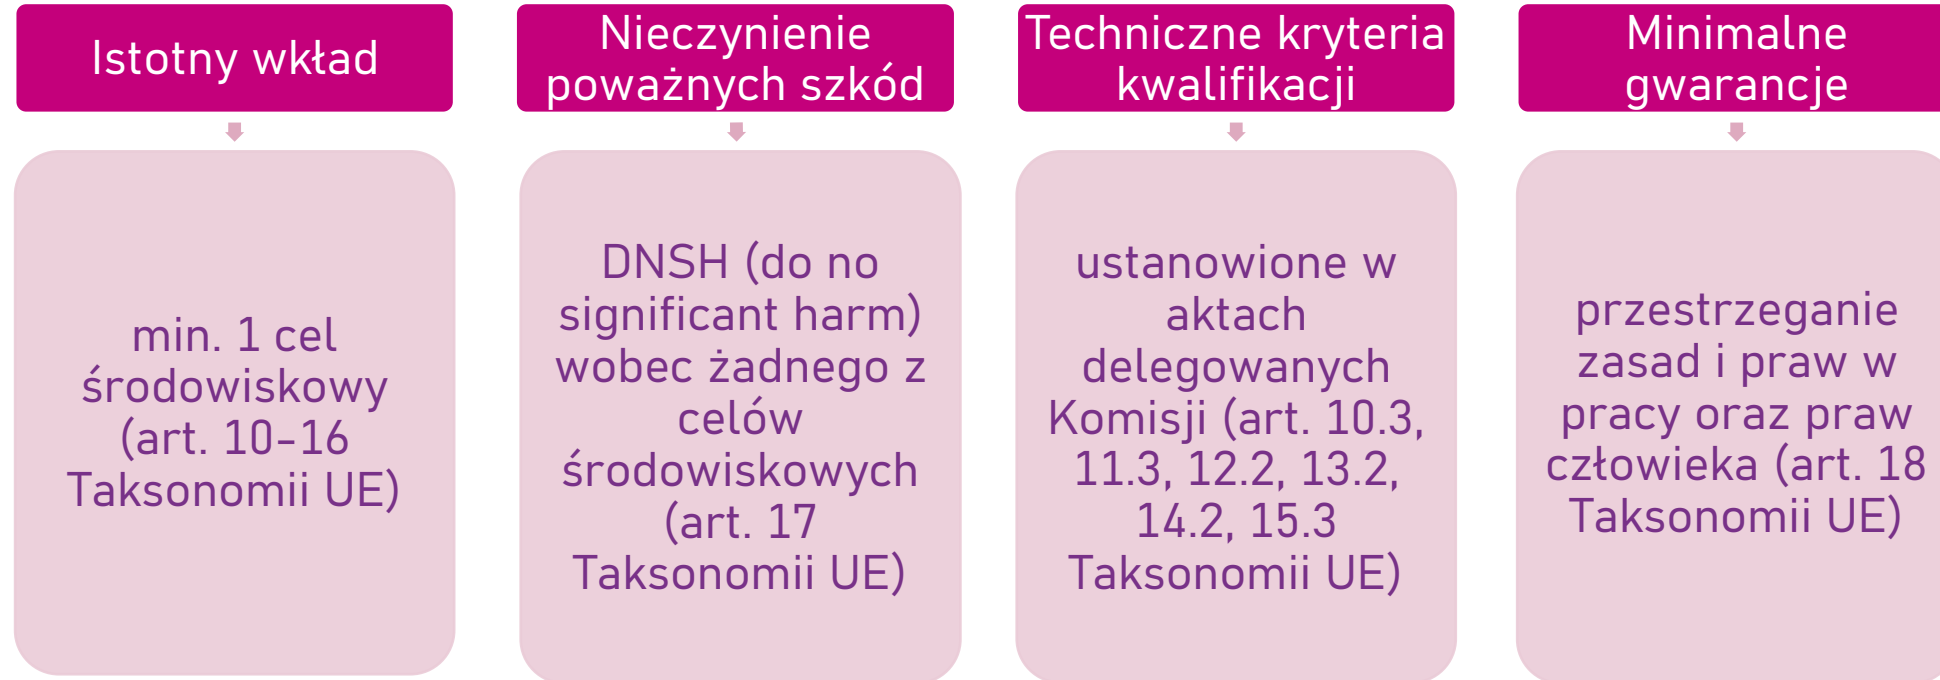 Istotny wkład
min. 1 cel
środowiskowy
(art. 10-16
Taksonomii UE)
Nieczynienie
poważnych szkód
DNSH (do no
significant harm)
wobec żadnego z
celów
środowiskowych
(art. 17
Taksonomii UE)
Techniczne kryteria
kwalifikacji
ustanowione w
aktach
delegowanych
Komisji (art. 10.3,
11.3, 12.2, 13.2,
14.2, 15.3
Taksonomii UE)
Minimalne
gwarancje
przestrzeganie
zasad i praw w
pracy oraz praw
człowieka (art. 18
Taksonomii UE)